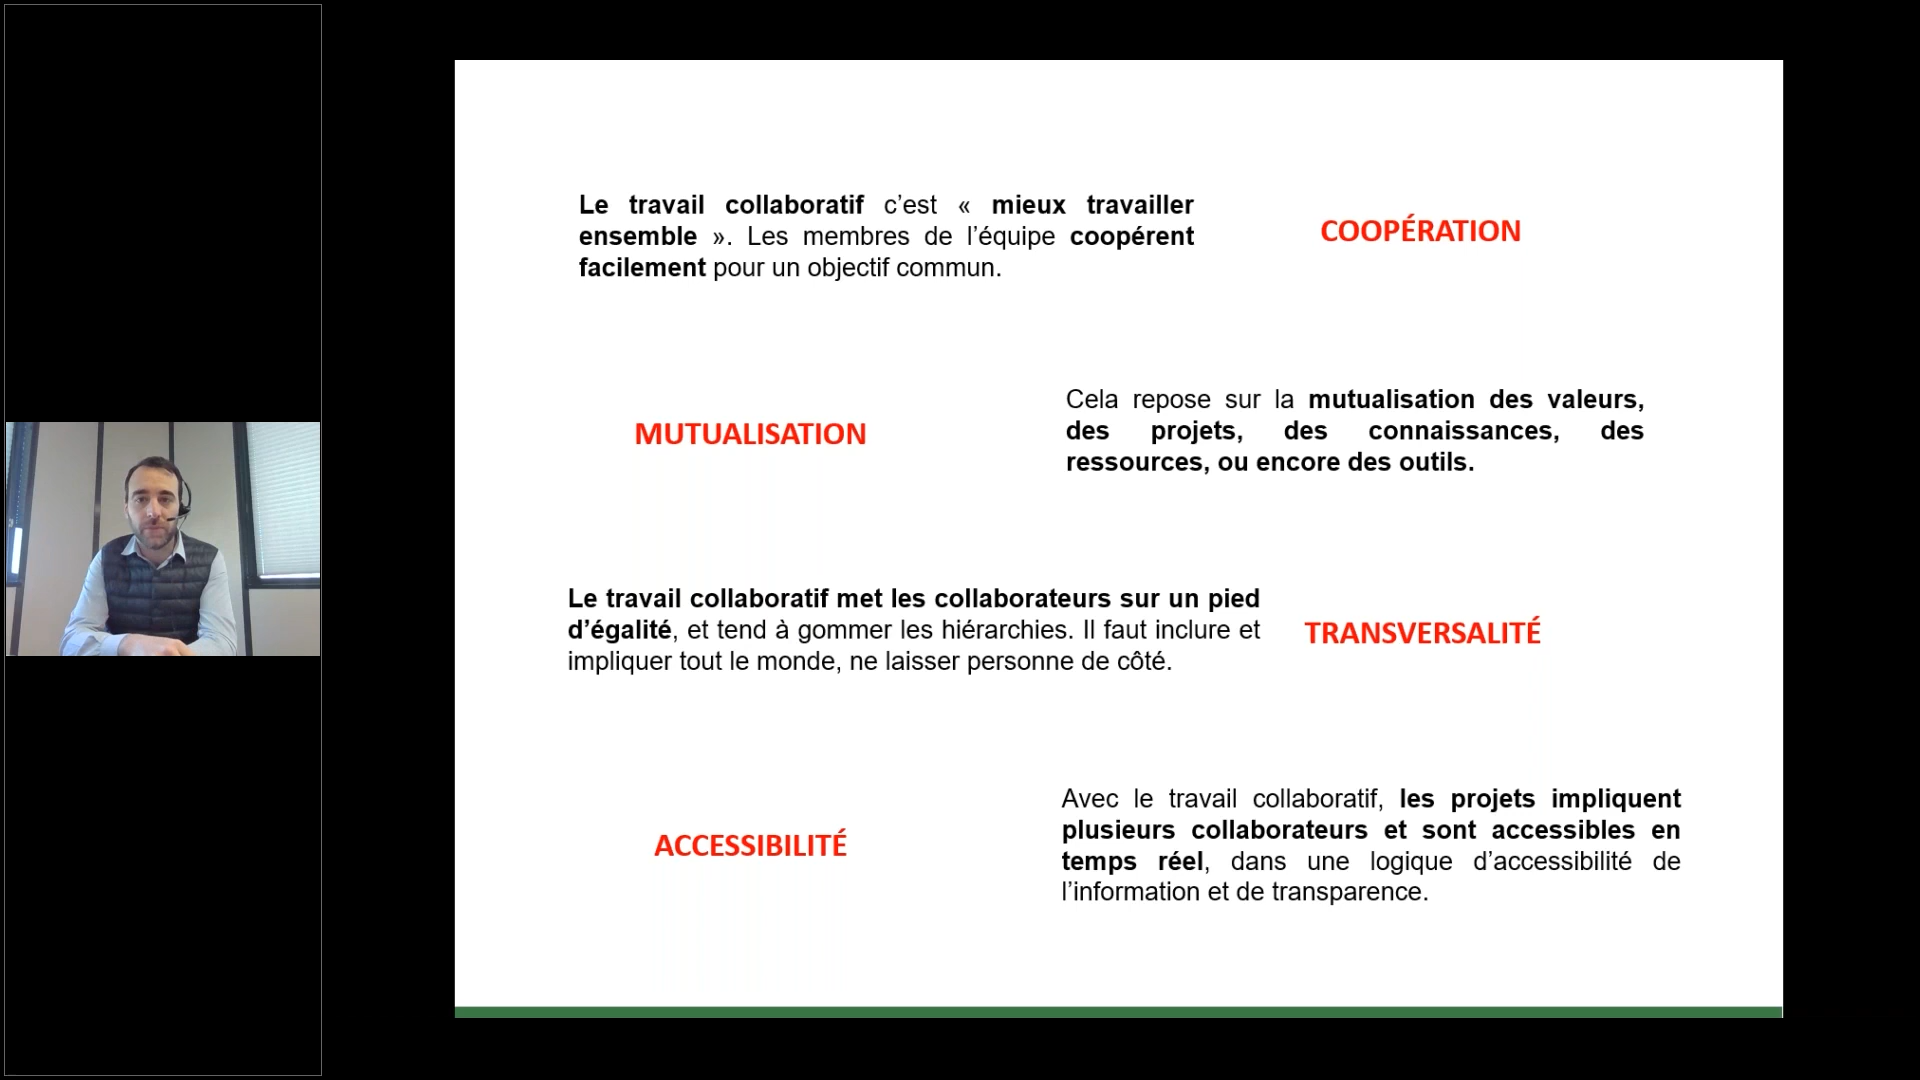 Le travail collaboratif c’est « mieux travailler
ensemble ». Les membres de l’équipe coopérent
facilement pour un objectif commun.
COOPÉRATION
MUTUALISATION
Cela repose sur la mutualisation des valeurs,
des projets, des connaissances, des
ressources, ou encore des outils.
Le travail collaboratif met les collaborateurs sur un pied
d’égalité, et tend à gommer les hiérarchies. Il faut inclure et
impliquer tout le monde, ne laisser personne de côté.
TRANSVERSALITÉ
ACCESSIBILITÉ
Avec le travail collaboratif, les projets impliquent
plusieurs collaborateurs et sont accessibles en
temps réel, dans une logique d’accessibilité de
l’information et de transparence.